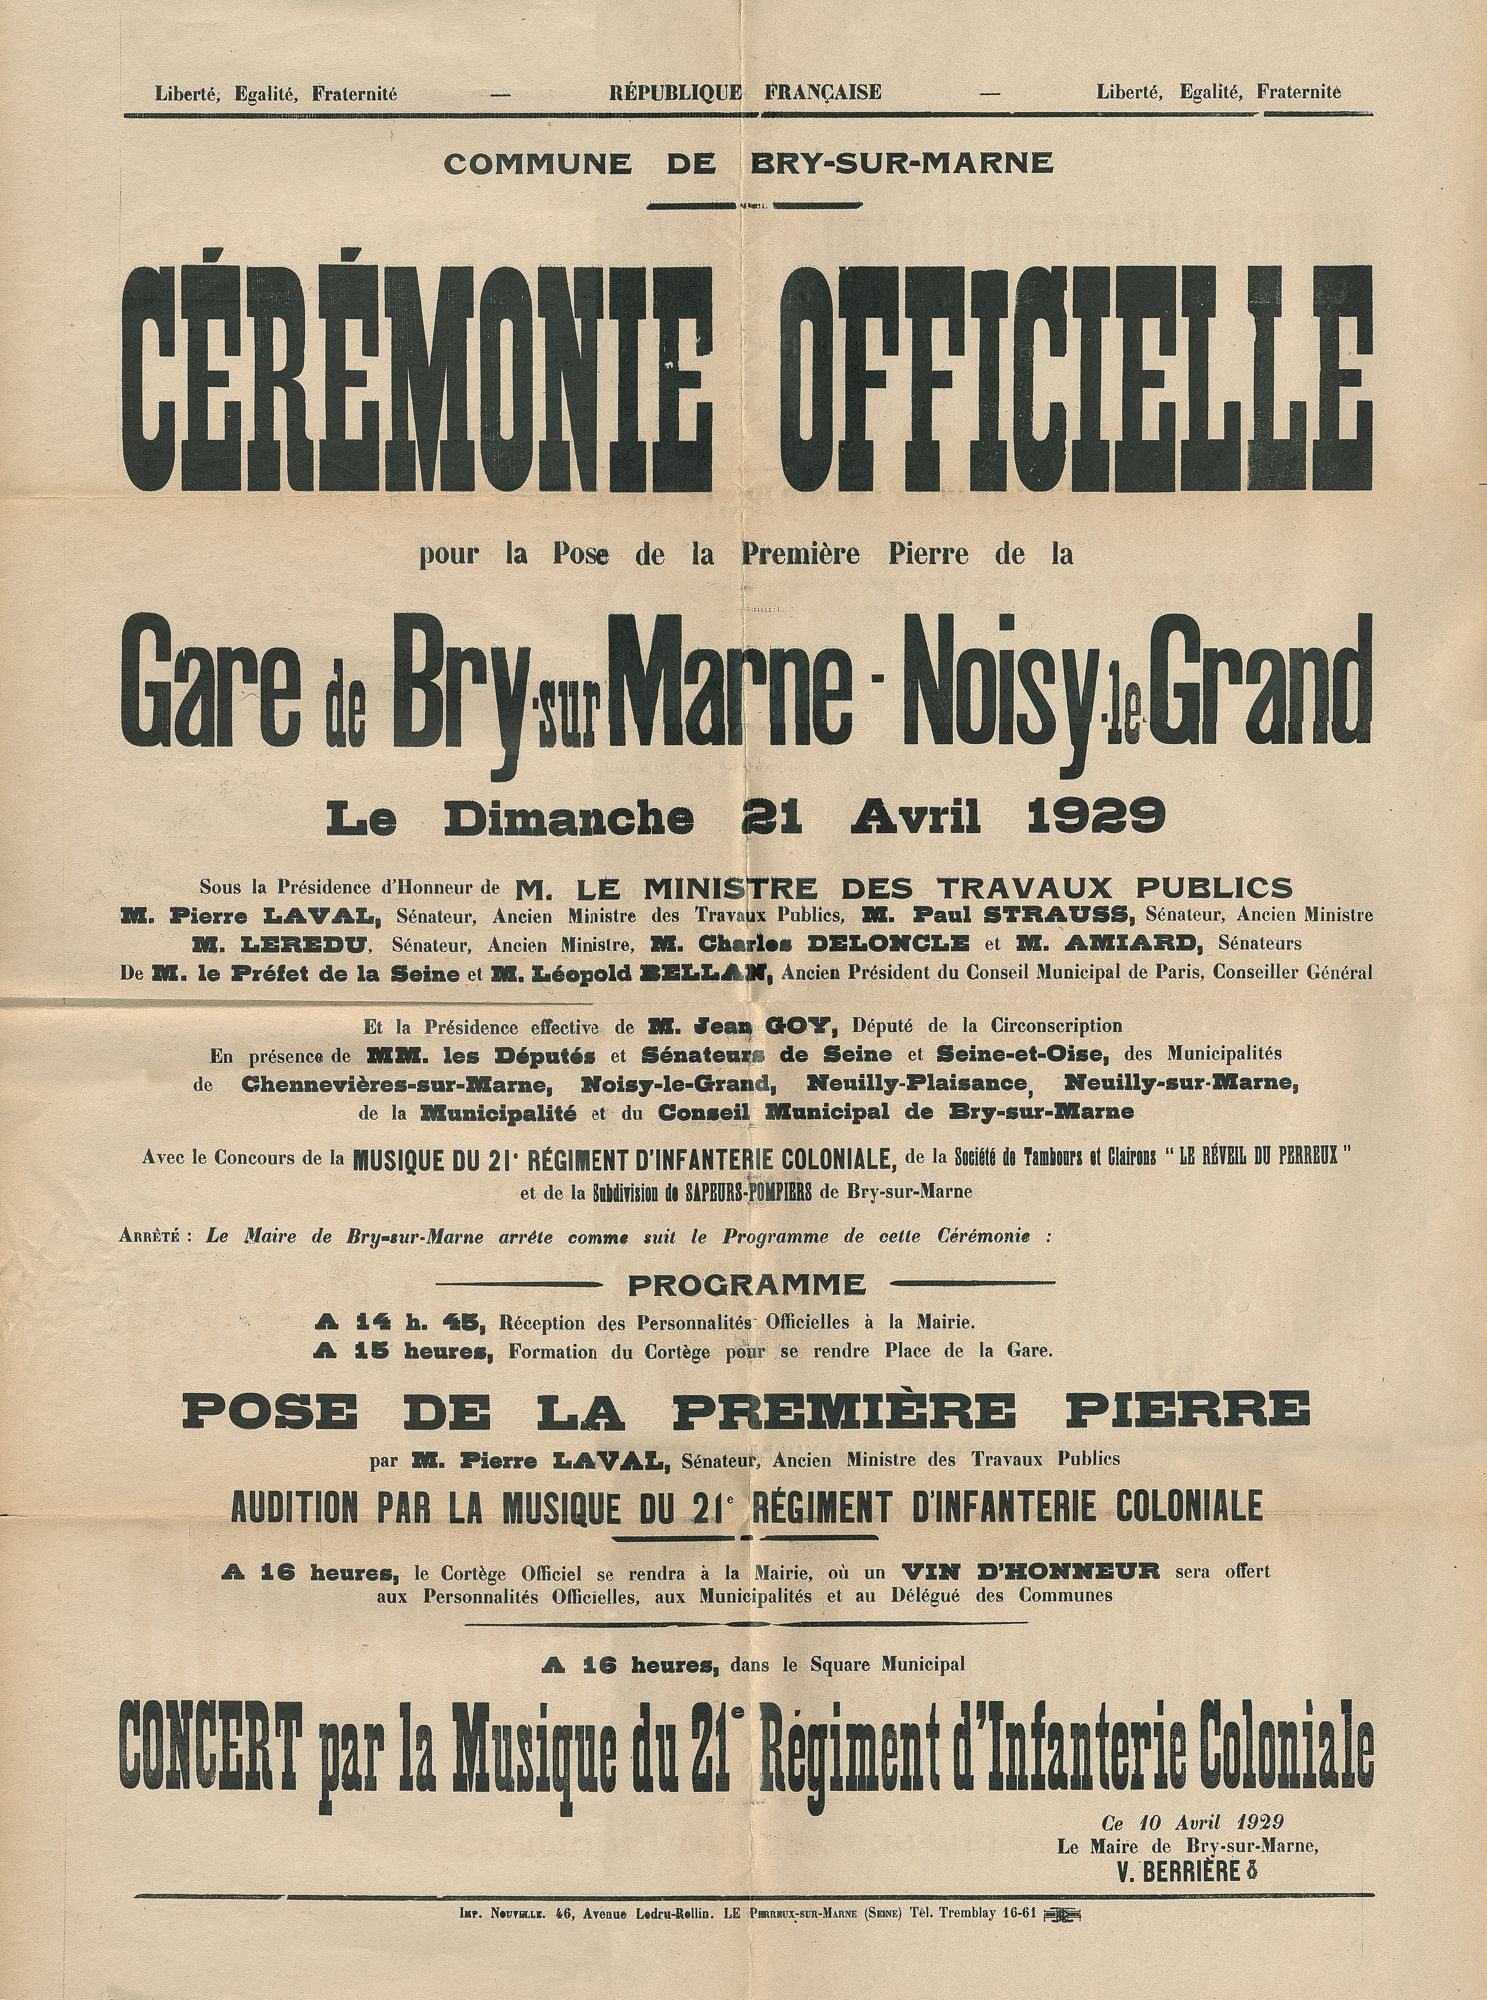 Liberté, Egalité, Fraternité — RÉPUBLIQUE FRANÇAISE — Liberté, Egalité, Fraternité
COMMUNE DE BRY-SUR-MARNE
CÉRÉMONIE OFFICIELLE
pour la Pose de la Première Pierre de la
Gare de Bry-sur Marne - Noisy-le-Grand
Le Dimanche 21 Avril 1929
Sous la Présidence d'Honneur de M. LE MINISTRE DES TRAVAUX PUBLICS
M. Pierre LAVAL, Sénateur, Ancien Ministre des Travaux Publics, M. Paul STRAUSS, Sénateur, Ancien Ministre
M. LEREDU, Sénateur, Ancien Ministre, M. Charles DELONCLE et M. AMIARD, Sénateurs
De M. le Préfet de la Seine et M. Léopold BELLAN, Ancien Président du Conseil Municipal de Paris, Conseiller Général
Et la Présidence effective de M. Jean GOY, Député de la Circonscription
En présence de MM. les Députés et Sénateurs de Seine et Seine-et-Oise, des Municipalités
de Chennevières-sur-Marne, Noisy-le-Grand, Neuilly-Plaisance, Neuilly-sur-Marne,
de la Municipalité et du Conseil Municipal de Bry-sur-Marne
Avec le Concours de la MUSIQUE DU 21e RÉGIMENT D'INFANTERIE COLONIALE, de la Société de Tambours et Clairons " LE RÉVEIL DU PERREUX "
et de la Subdivision de SAPEURS-POMPIERS de Bry-sur-Marne
ARRÊTÉ : Le Maire de Bry-sur-Marne arrête comme suit le Programme de cette Cérémonie :
PROGRAMME
A 14 h. 45, Réception des Personnalités Officielles à la Mairie.
A 15 heures, Formation du Cortège pour se rendre Place de la Gare.
POSE DE LA PREMIÈRE PIERRE
par M. Pierre LAVAL, Sénateur, Ancien Ministre des Travaux Publics
AUDITION PAR LA MUSIQUE DU 21e RÉGIMENT D'INFANTERIE COLONIALE
A 16 heures, le Cortège Officiel se rendra à la Mairie, où un VIN D'HONNEUR sera offert
aux Personnalités Officielles, aux Municipalités et au Délégué des Communes
A 16 heures, dans le Square Municipal
CONCERT par la Musique du 21e Régiment d'Infanterie Coloniale
Ce 10 Avril 1929
Le Maire de Bry-sur-Marne,
V. BERRIÈRE
IMP. NOUVELLE. 46, Avenue Ledru-Rollin. LE PERREUX-SUR-MARNE (SEINE) Tél. Tremblay 16-61